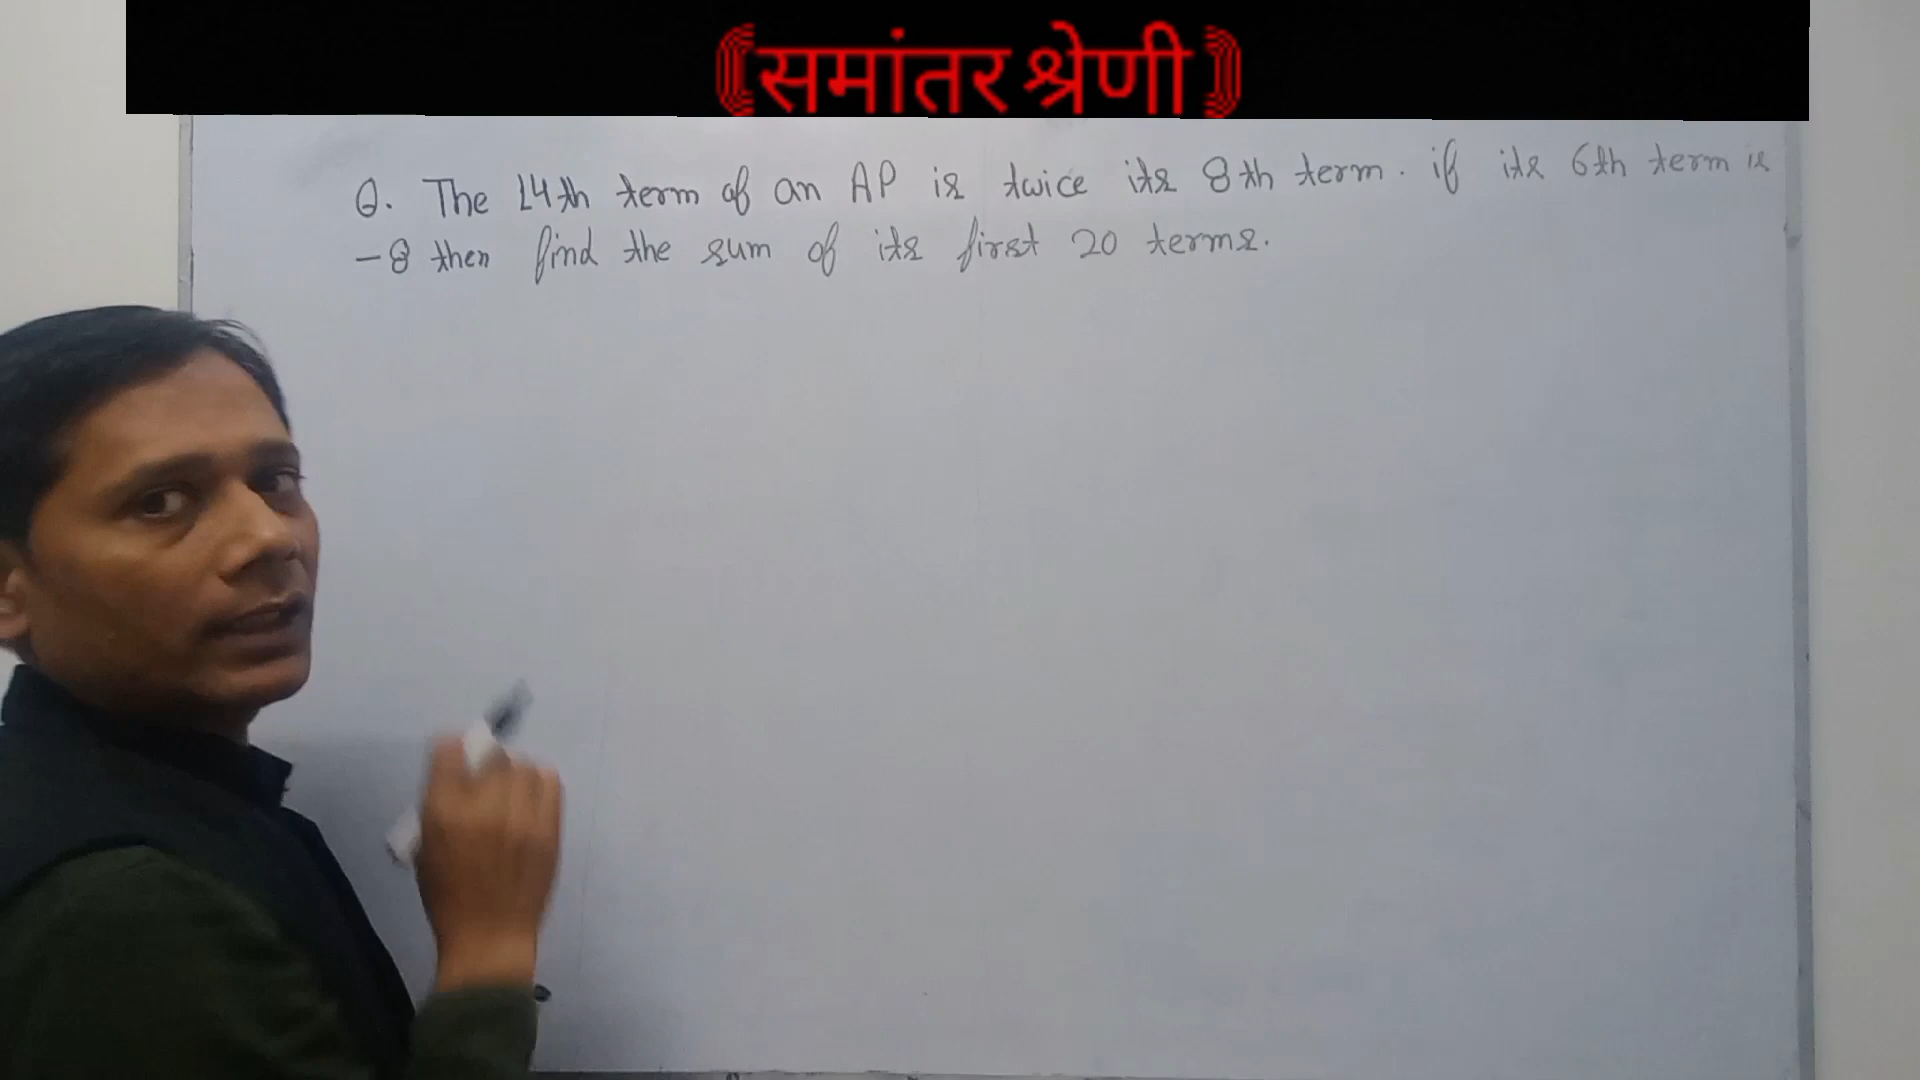 ⸨समांतर श्रेणी⸩
Q. The 14th term of an AP is twice its 8th term. if its 6th term is
-8 then find the sum of its first 20 terms.